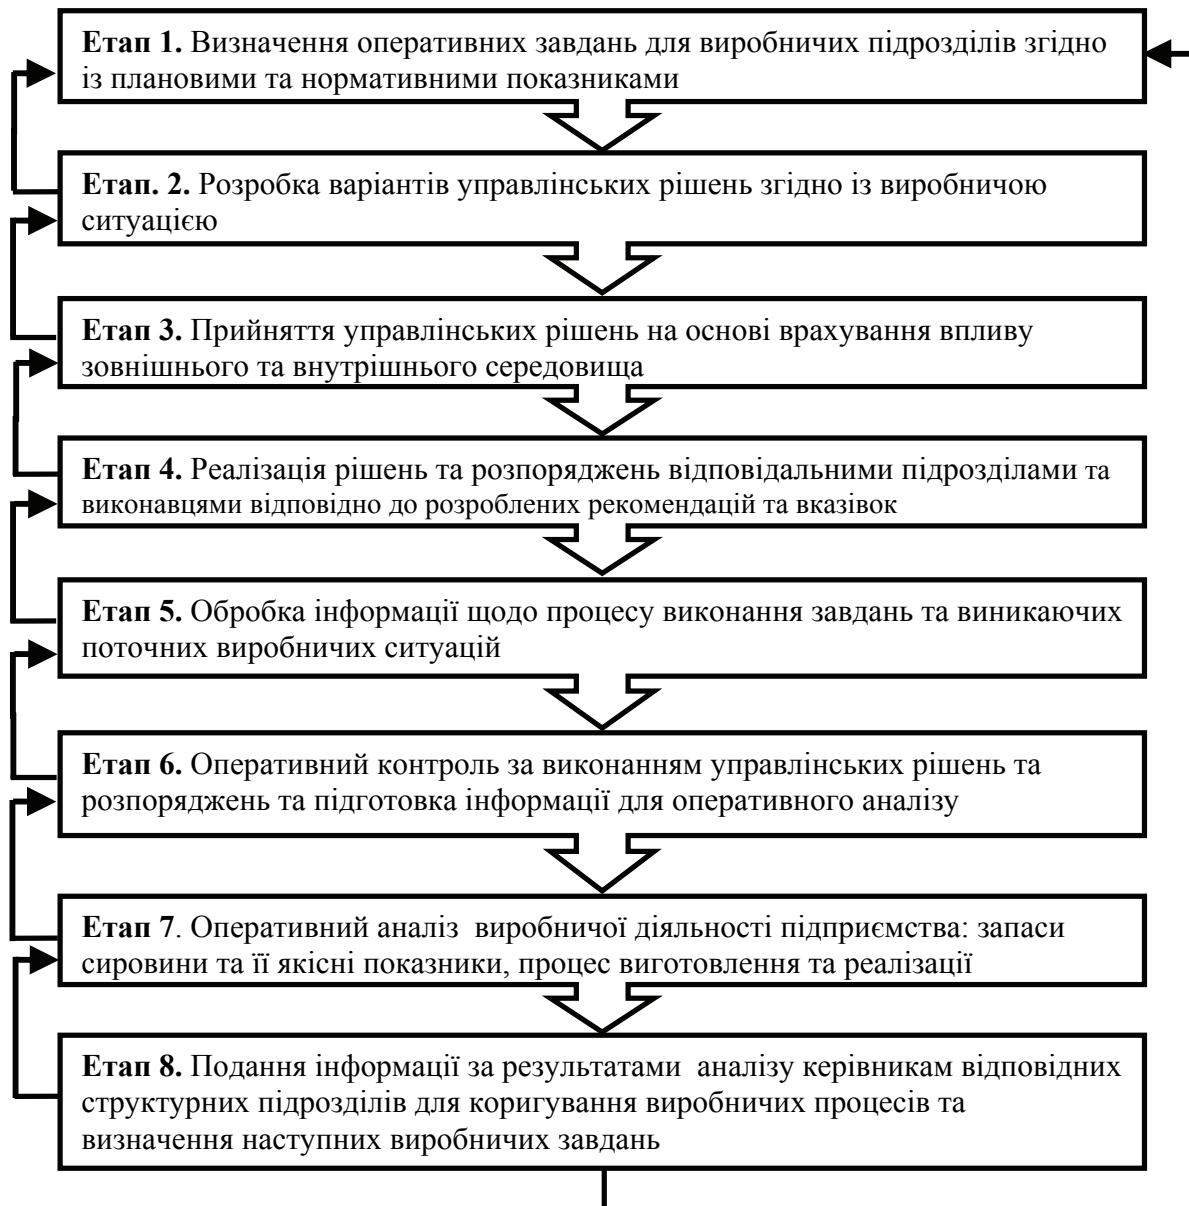 Етап 1. Визначення оперативних завдань для виробничих підрозділів згідно
із плановими та нормативними показниками
Етап. 2. Розробка варіантів управлінських рішень згідно із виробничою
ситуацією
Етап 3. Прийняття управлінських рішень на основі врахування впливу
зовнішнього та внутрішнього середовища
Етап 4. Реалізація рішень та розпоряджень відповідальними підрозділами та
виконавцями відповідно до розроблених рекомендацій та вказівок
Етап 5. Обробка інформації щодо процесу виконання завдань та виникаючих
поточних виробничих ситуацій
Етап 6. Оперативний контроль за виконанням управлінських рішень та
розпоряджень та підготовка інформації для оперативного аналізу
Етап 7. Оперативний аналіз виробничої діяльності підприємства: запаси
сировини та її якісні показники, процес виготовлення та реалізації
Етап 8. Подання інформації за результатами аналізу керівникам відповідних
структурних підрозділів для коригування виробничих процесів та
визначення наступних виробничих завдань